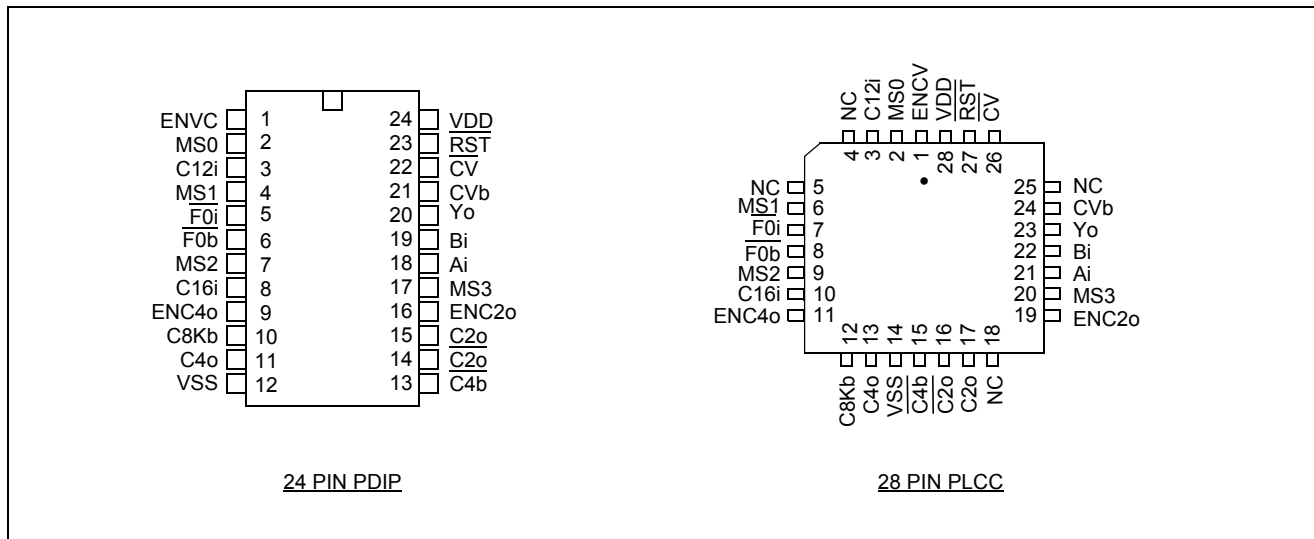 ENVC 1 24 VDD
MS0 2 23 RST
C12i 3 22 CV
MS1 4 21 CVb
F0i 5 20 Yo
F0b 6 19 Bi
MS2 7 18 Ai
C16i 8 17 MS3
ENC4o 9 16 ENC2o
C8Kb 10 15 C2o
C4o 11 14 C2o
VSS 12 13 C4b
24 PIN PDIP
NC C12i MS0 ENCV VDD RST CV
4 3 2 1 28 27 26
NC 5 25 NC
MS1 6 24 CVb
F0i 7 23 Yo
F0b 8 22 Bi
MS2 9 21 Ai
C16i 10 20 MS3
ENC4o 11 19 ENC2o
12 13 14 15 16 17 18
C8Kb C4o VSS C4b C2o C2o NC
28 PIN PLCC